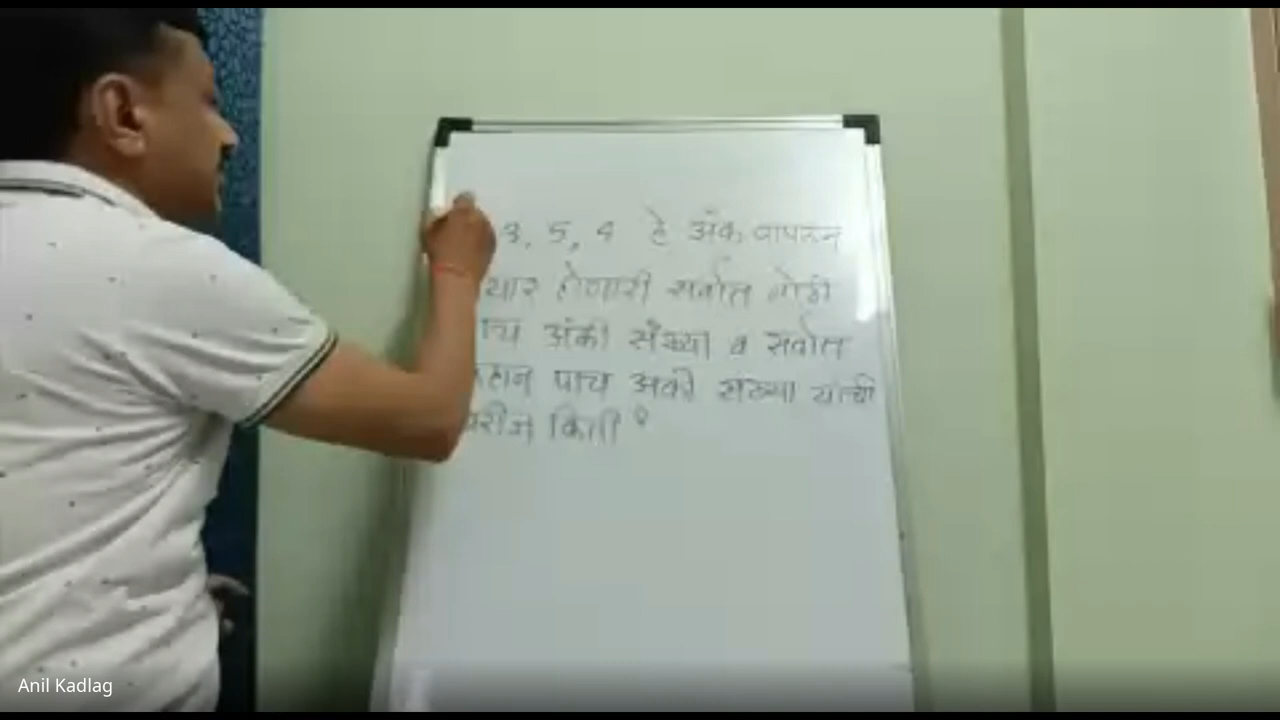 3, 5, 4 हे अंक वापरून
यार होणारी सर्वात मोठी
ाच अंकी संख्या व सर्वात
लहान पाच अंकी संख्या यांची
बेरीज किती ?
Anil Kadlag